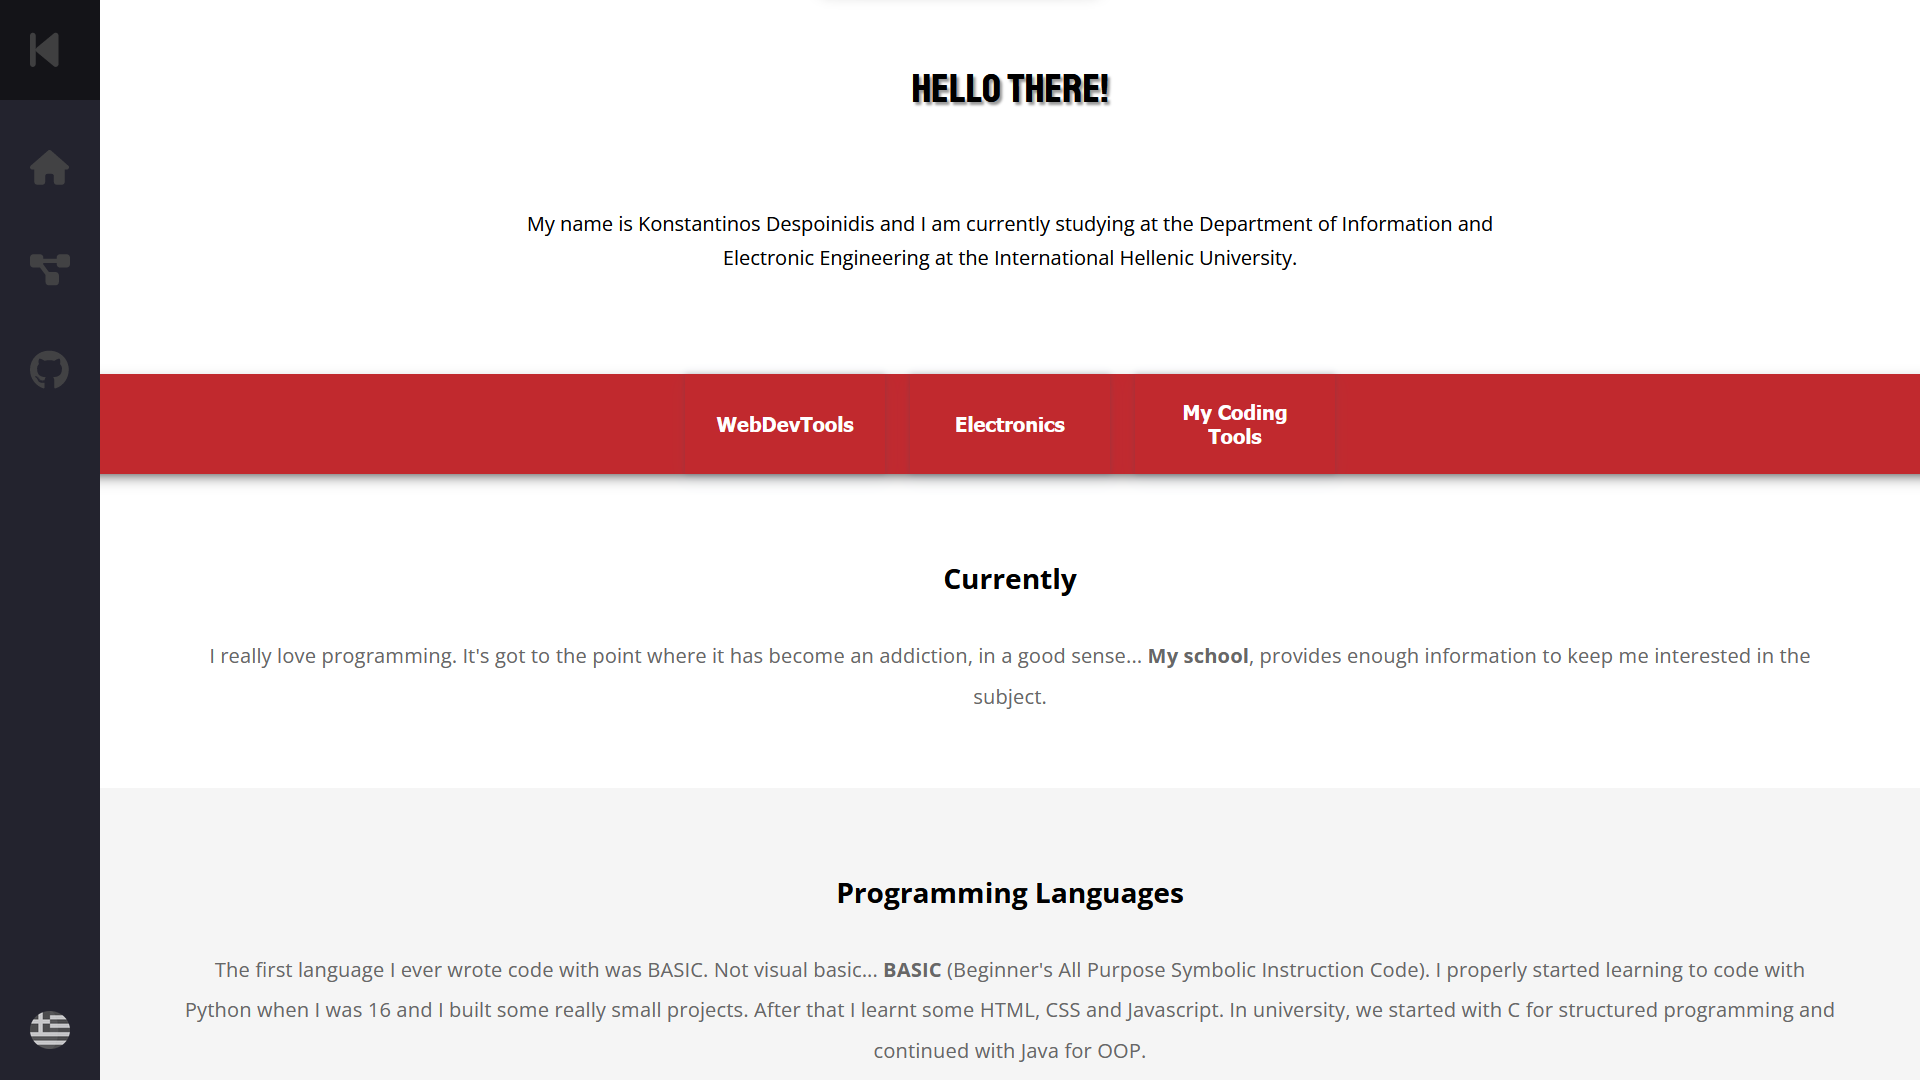 HELLO THERE!
My name is Konstantinos Despoinidis and I am currently studying at the Department of Information and
Electronic Engineering at the International Hellenic University.
WebDevTools
Electronics
My Coding
Tools
Currently
I really love programming. It's got to the point where it has become an addiction, in a good sense... My school, provides enough information to keep me interested in the
subject.
Programming Languages
The first language I ever wrote code with was BASIC. Not visual basic... BASIC (Beginner's All Purpose Symbolic Instruction Code). I properly started learning to code with
Python when I was 16 and I built some really small projects. After that I learnt some HTML, CSS and Javascript. In university, we started with C for structured programming and
continued with Java for OOP.